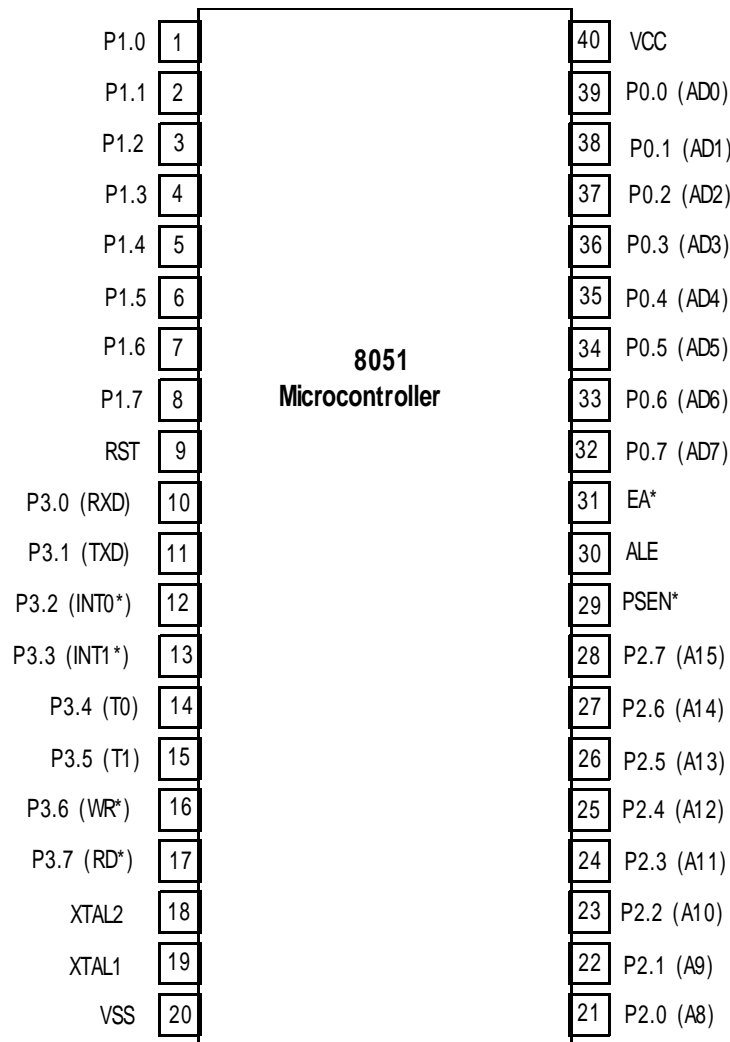 P1.0 1 40 VCC
P1.1 2 39 P0.0 (AD0)
P1.2 3 38 P0.1 (AD1)
P1.3 4 37 P0.2 (AD2)
P1.4 5 36 P0.3 (AD3)
P1.5 6 35 P0.4 (AD4)
P1.6 7 34 P0.5 (AD5)
8051
Microcontroller
P1.7 8 33 P0.6 (AD6)
RST 9 32 P0.7 (AD7)
P3.0 (RXD) 10 31 EA*
P3.1 (TXD) 11 30 ALE
P3.2 (INT0*) 12 29 PSEN*
P3.3 (INT1*) 13 28 P2.7 (A15)
P3.4 (T0) 14 27 P2.6 (A14)
P3.5 (T1) 15 26 P2.5 (A13)
P3.6 (WR*) 16 25 P2.4 (A12)
P3.7 (RD*) 17 24 P2.3 (A11)
XTAL2 18 23 P2.2 (A10)
XTAL1 19 22 P2.1 (A9)
VSS 20 21 P2.0 (A8)